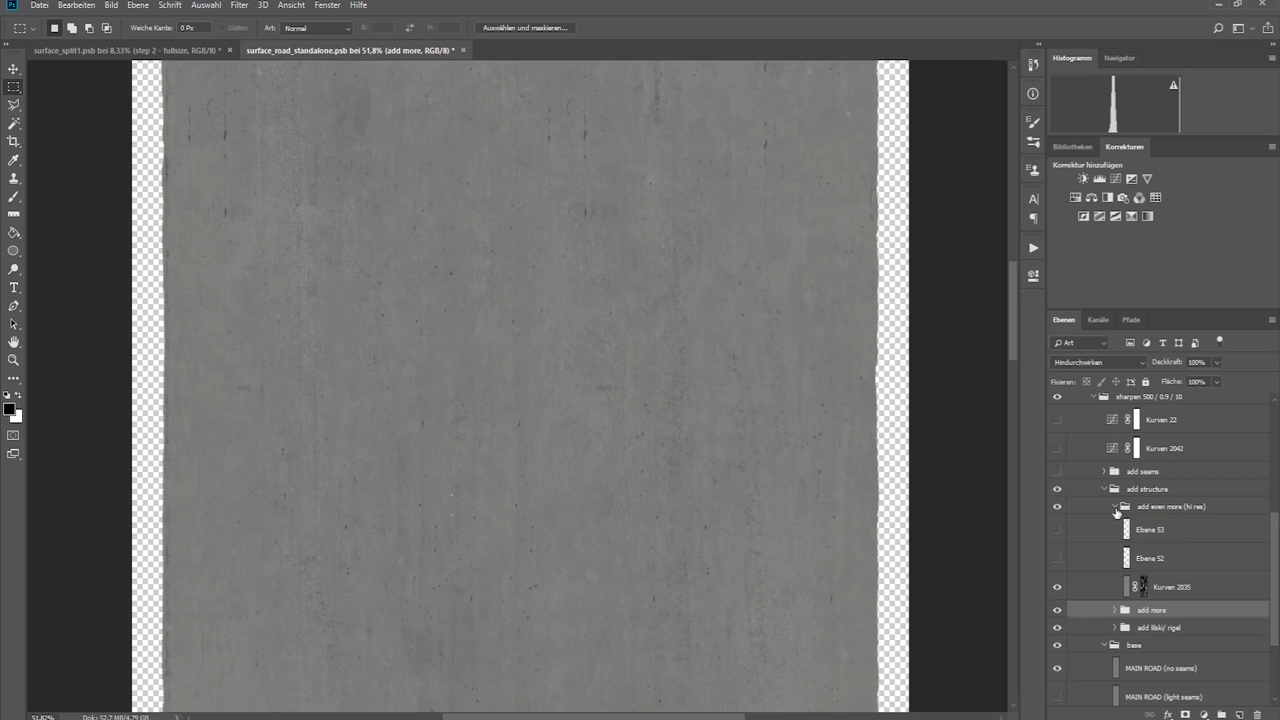 Ps Datei Bearbeiten Bild Ebene Schrift Auswahl Filter 3D Ansicht Fenster Hilfe
Weiche Kante: 0 Px Glätten Art: Normal B: H: Auswählen und maskieren...
surface_split1.psb bei 8,33% (step 2 - fullsize, RGB/8) * × surface_road_standalone.psb bei 51,8% (add more, RGB/8) * ×
Histogramm Navigator
Bibliotheken Korrekturen
Korrektur hinzufügen
Ebenen Kanäle Pfade
Art
Hindurchwirken Deckkraft: 100%
Fixieren: Fläche: 100%
sharpen 500 / 0.9 / 10
Kurven 22
Kurven 2042
add seams
add structure
add even more (hi res)
Ebene 53
Ebene 52
Kurven 2035
add more
add lilski/ rigel
base
MAIN ROAD (no seams)
MAIN ROAD (light seams)
51,82% Dok: 52,7 MB/4,79 GB